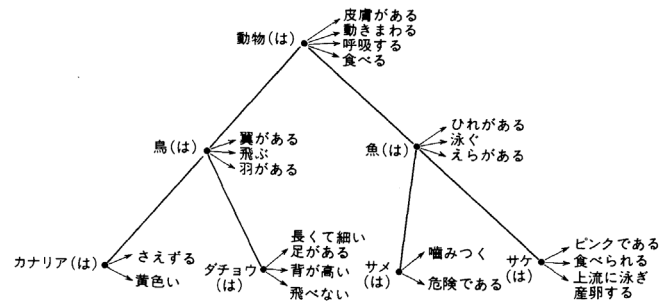 動物(は)
皮膚がある
動きまわる
呼吸する
食べる
鳥(は)
翼がある
飛ぶ
羽がある
魚(は)
ひれがある
泳ぐ
えらがある
カナリア(は)
さえずる
黄色い
ダチョウ
(は)
長くて細い
足がある
背が高い
飛べない
サメ
(は)
噛みつく
危険である
サケ
(は)
ピンクである
食べられる
上流に泳ぎ
産卵する